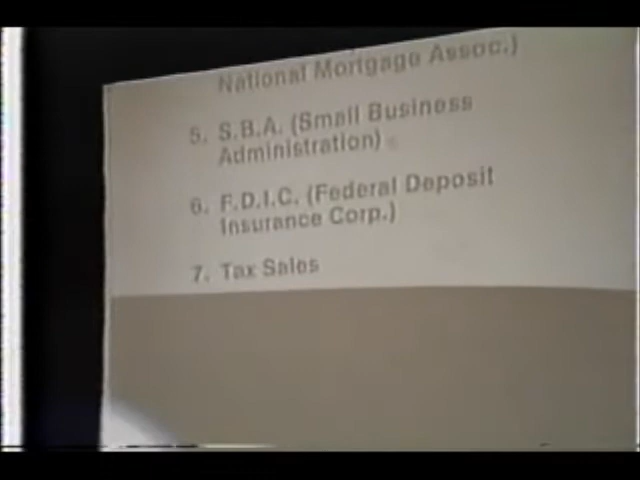 National Mortgage Assoc.)
5. S.B.A. (Small Business
Administration)
6. F.D.I.C. (Federal Deposit
Insurance Corp.)
7. Tax Sales